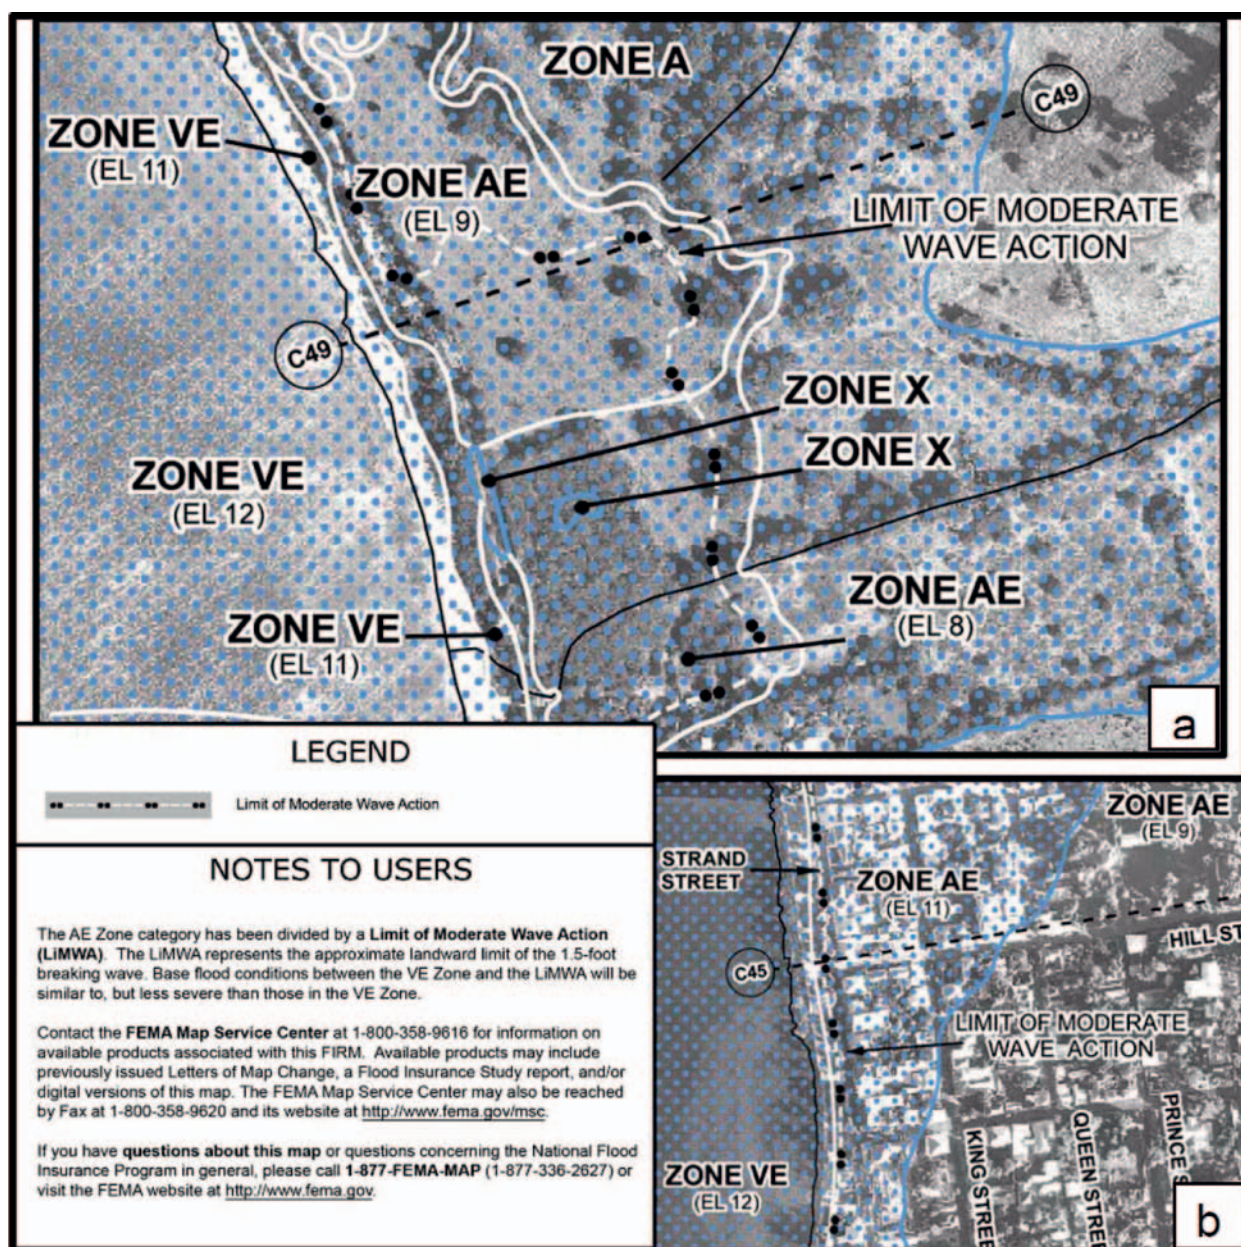 ZONE A
C49
ZONE VE
(EL 11)
ZONE AE
(EL 9)
LIMIT OF MODERATE
WAVE ACTION
C49
ZONE X
ZONE X
ZONE VE
(EL 12)
ZONE AE
(EL 8)
ZONE VE
(EL 11)
a
LEGEND
Limit of Moderate Wave Action
NOTES TO USERS
The AE Zone category has been divided by a Limit of Moderate Wave Action
(LiMWA). The LiMWA represents the approximate landward limit of the 1.5-foot
breaking wave. Base flood conditions between the VE Zone and the LiMWA will be
similar to, but less severe than those in the VE Zone.
Contact the FEMA Map Service Center at 1-800-358-9616 for information on
available products associated with this FIRM. Available products may include
previously issued Letters of Map Change, a Flood Insurance Study report, and/or
digital versions of this map. The FEMA Map Service Center may also be reached
by Fax at 1-800-358-9620 and its website at http://www.fema.gov/msc.
If you have questions about this map or questions concerning the National Flood
Insurance Program in general, please call 1-877-FEMA-MAP (1-877-336-2627) or
visit the FEMA website at http://www.fema.gov.
ZONE AE
(EL 9)
STRAND
STREET
ZONE AE
(EL 11)
HILL ST
C45
LIMIT OF MODERATE
WAVE ACTION
KING STREET
QUEEN STREET
PRINCE S
ZONE VE
(EL 12)
b